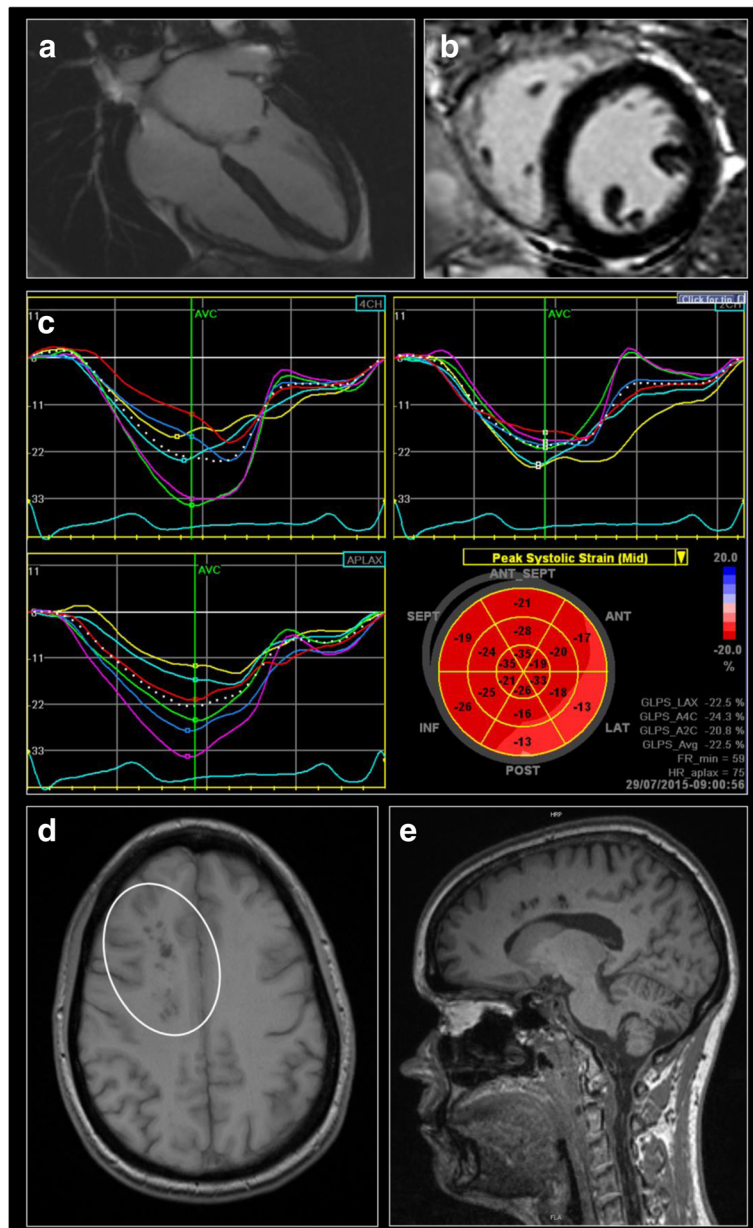 a
b
c
4CH
11
AVC
-11
-22
-33
Click for tip
2CH
11
AVC
-11
-22
-33
APLAX
11
AVC
-11
-22
-33
Peak Systolic Strain (Mid)
20.0
-20.0
%
ANT_SEPT
SEPT
ANT
INF
LAT
POST
-21
-19
-28
-17
-24
-35
-20
-35
-19
-21
-33
-26
-25
-26
-18
-13
-16
-13
GLPS_LAX -22.5 %
GLPS_A4C -24.3 %
GLPS_A2C -20.8 %
GLPS_Avg -22.5 %
FR_min = 59
HR_aplax = 75
29/07/2015-09:00:56
d
e
HRF